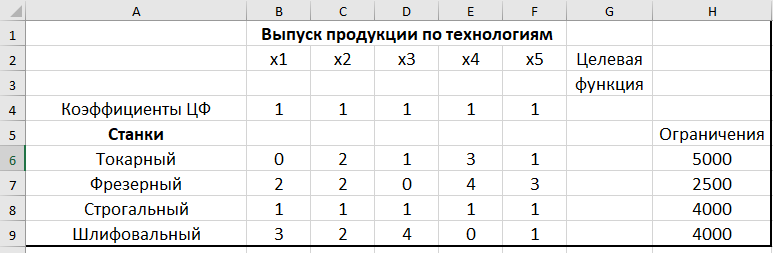 A B C D E F G H
1 Выпуск продукции по технологиям
2 x1 x2 x3 x4 x5 Целевая
3 функция
4 Коэффициенты ЦФ 1 1 1 1 1
5 Станки Ограничения
6 Токарный 0 2 1 3 1 5000
7 Фрезерный 2 2 0 4 3 2500
8 Строгальный 1 1 1 1 1 4000
9 Шлифовальный 3 2 4 0 1 4000